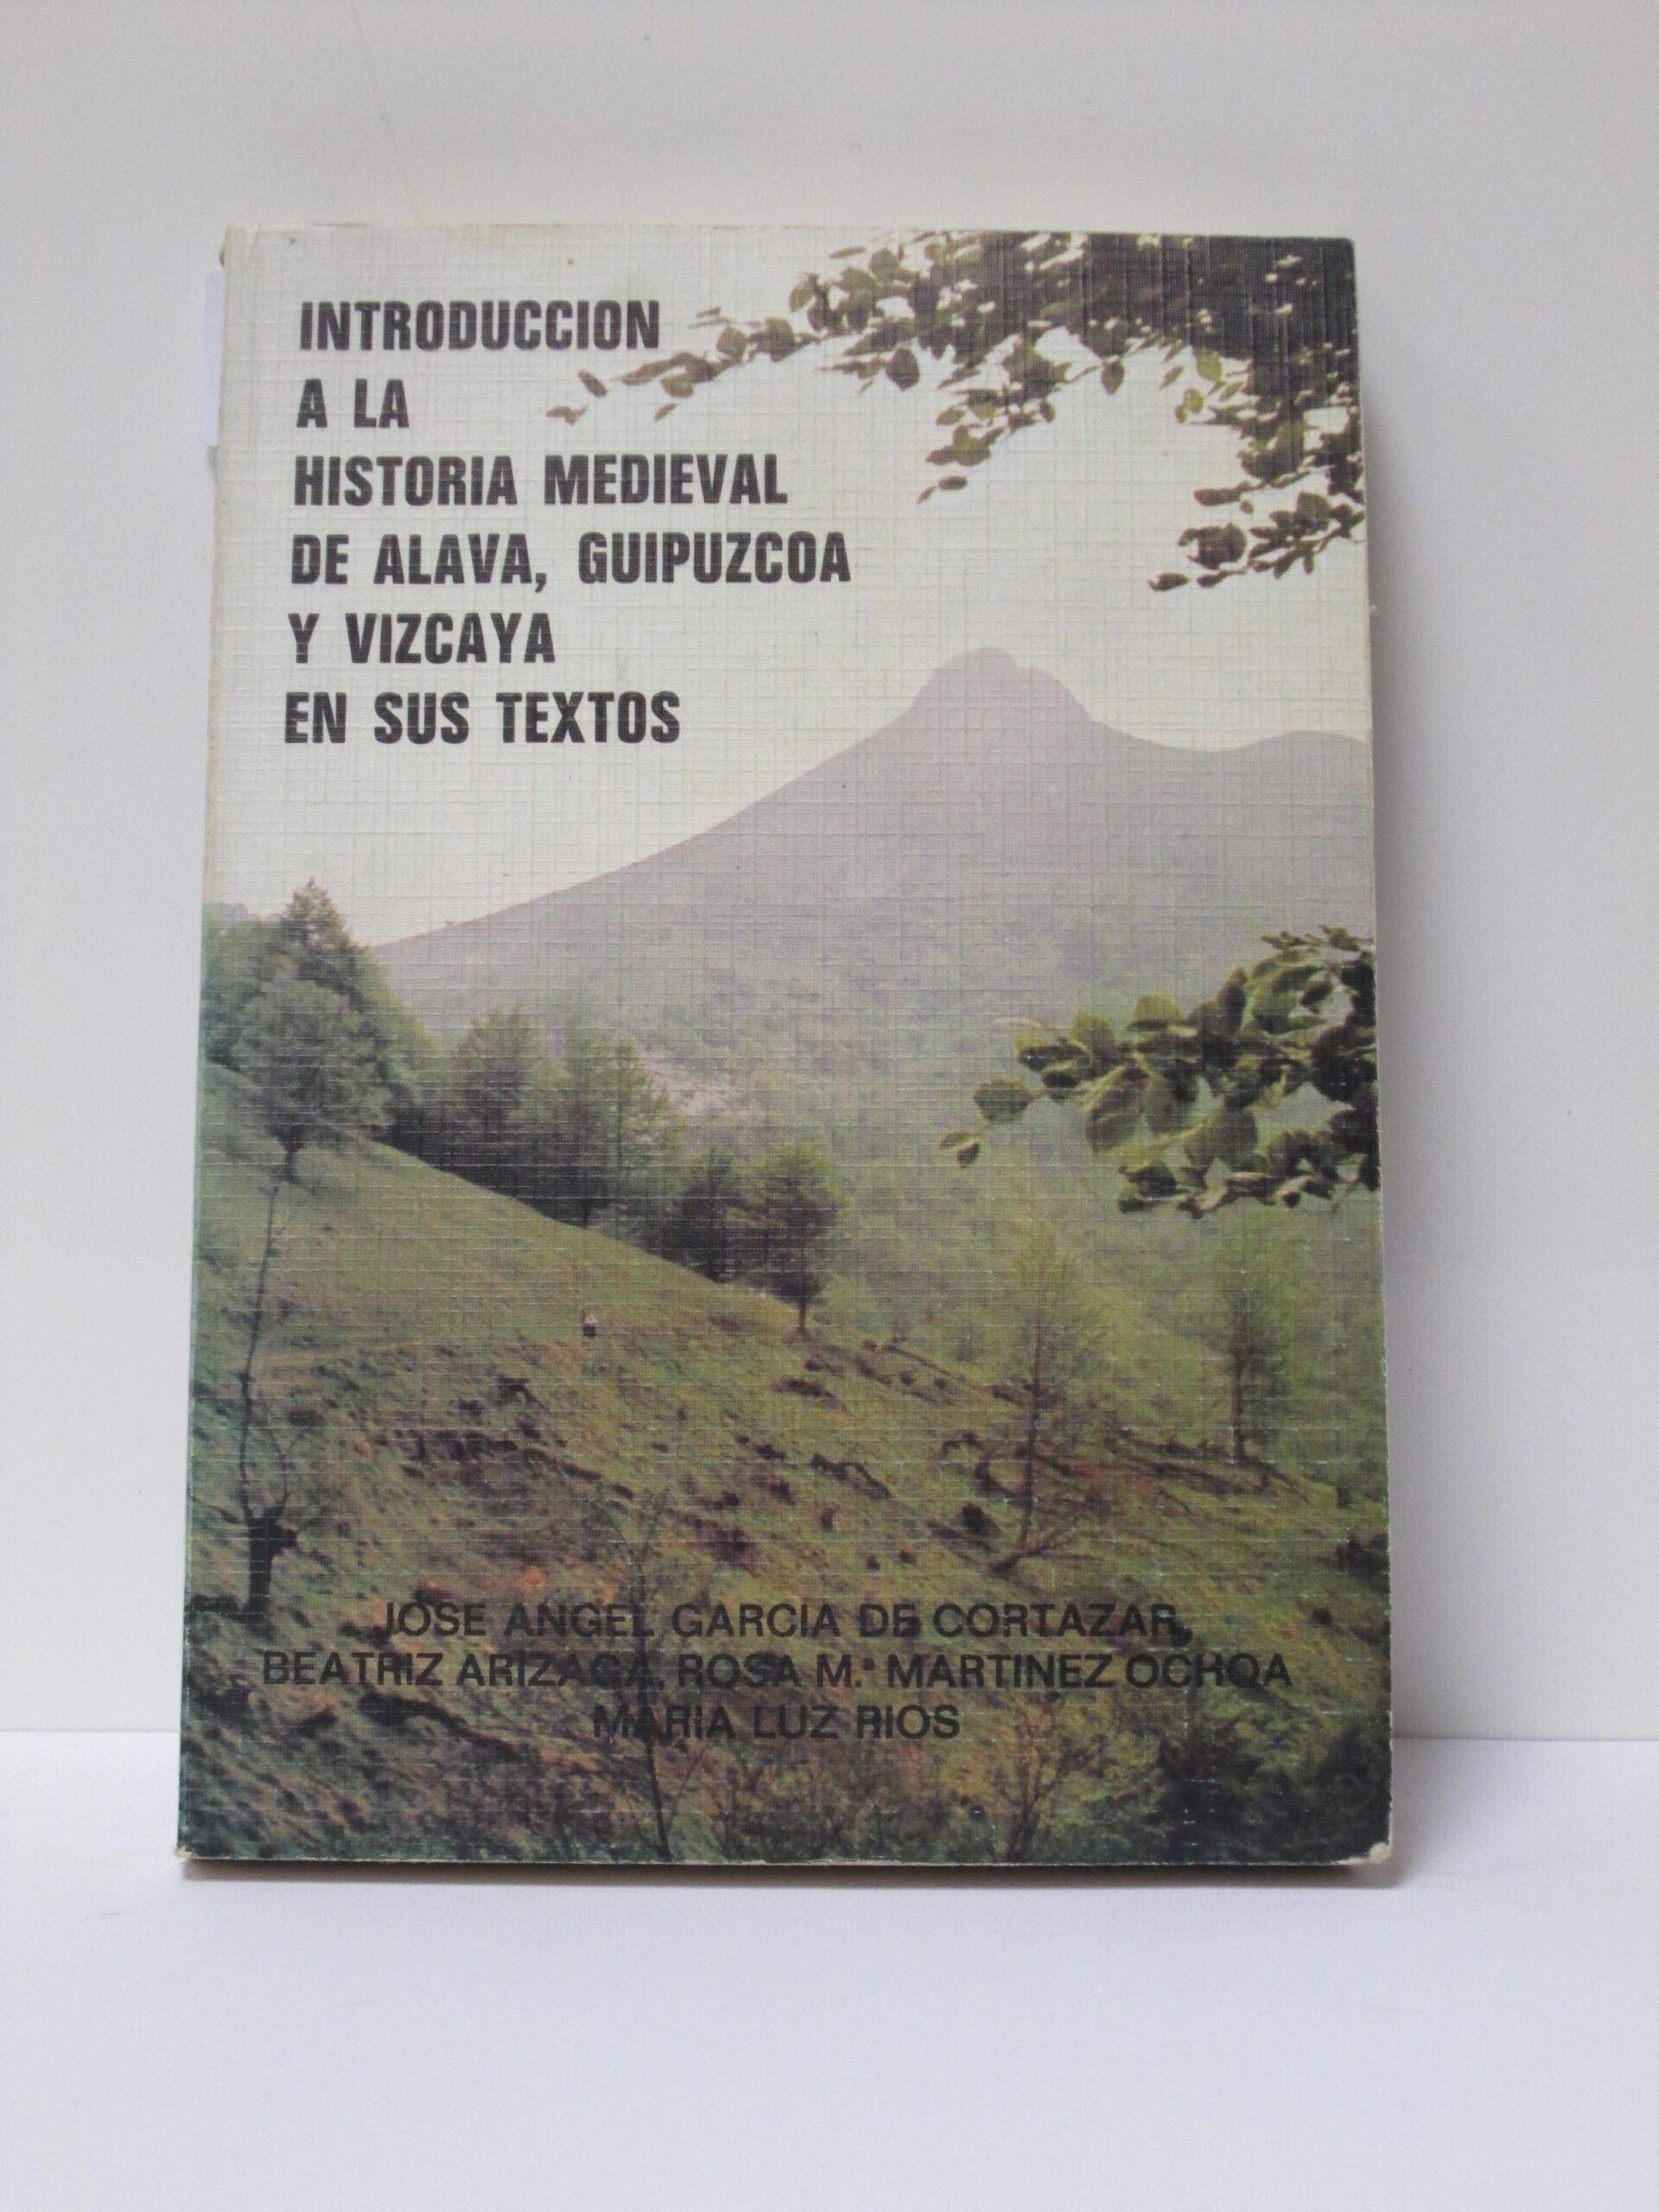 INTRODUCCION
A LA
HISTORIA MEDIEVAL
DE ALAVA, GUIPUZCOA
Y VIZCAYA
EN SUS TEXTOS
JOSE ANGEL GARCIA DE CORTAZAR,
BEATRIZ ARIZAGA, ROSA M.ª MARTINEZ OCHOA
MARIA LUZ RIOS